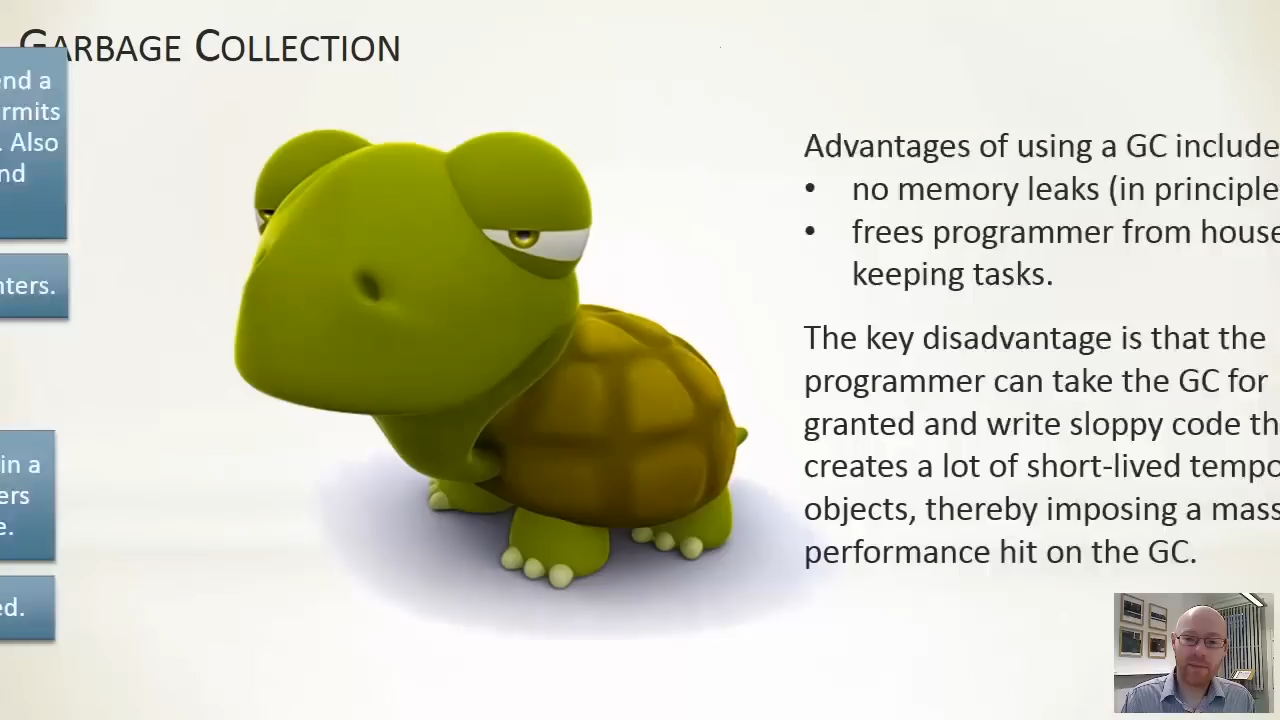 GARBAGE COLLECTION
end a
rmits
. Also
nd
nters.
in a
ers
e.
ed.
Advantages of using a GC include
• no memory leaks (in principle
• frees programmer from house
keeping tasks.
The key disadvantage is that the
programmer can take the GC for
granted and write sloppy code th
creates a lot of short-lived tempo
objects, thereby imposing a mass
performance hit on the GC.